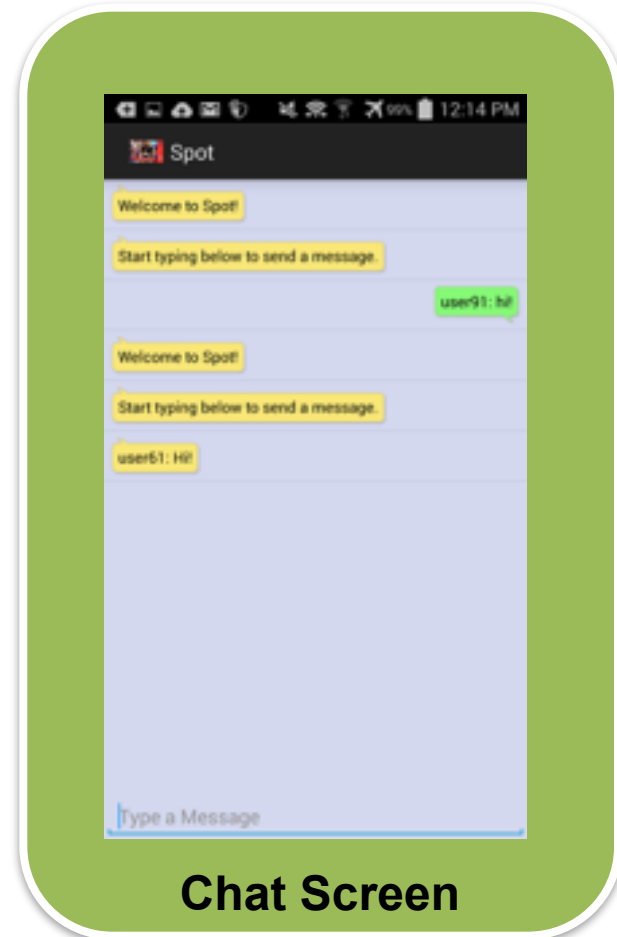 99% 12:14 PM
Spot
Welcome to Spot!
Start typing below to send a message.
user91: hi!
Welcome to Spot!
Start typing below to send a message.
user61: Hi!
Type a Message
Chat Screen